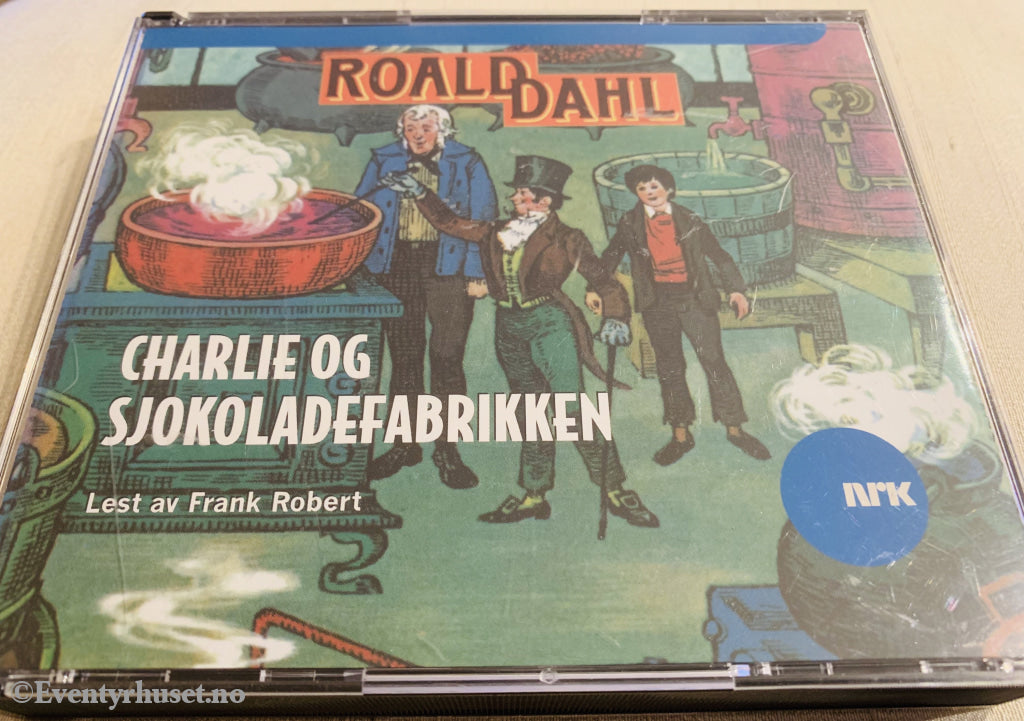 ROALD DAHL
CHARLIE OG
SJOKOLADEFABRIKKEN
Lest av Frank Robert
nrk
©Eventyrhuset.no